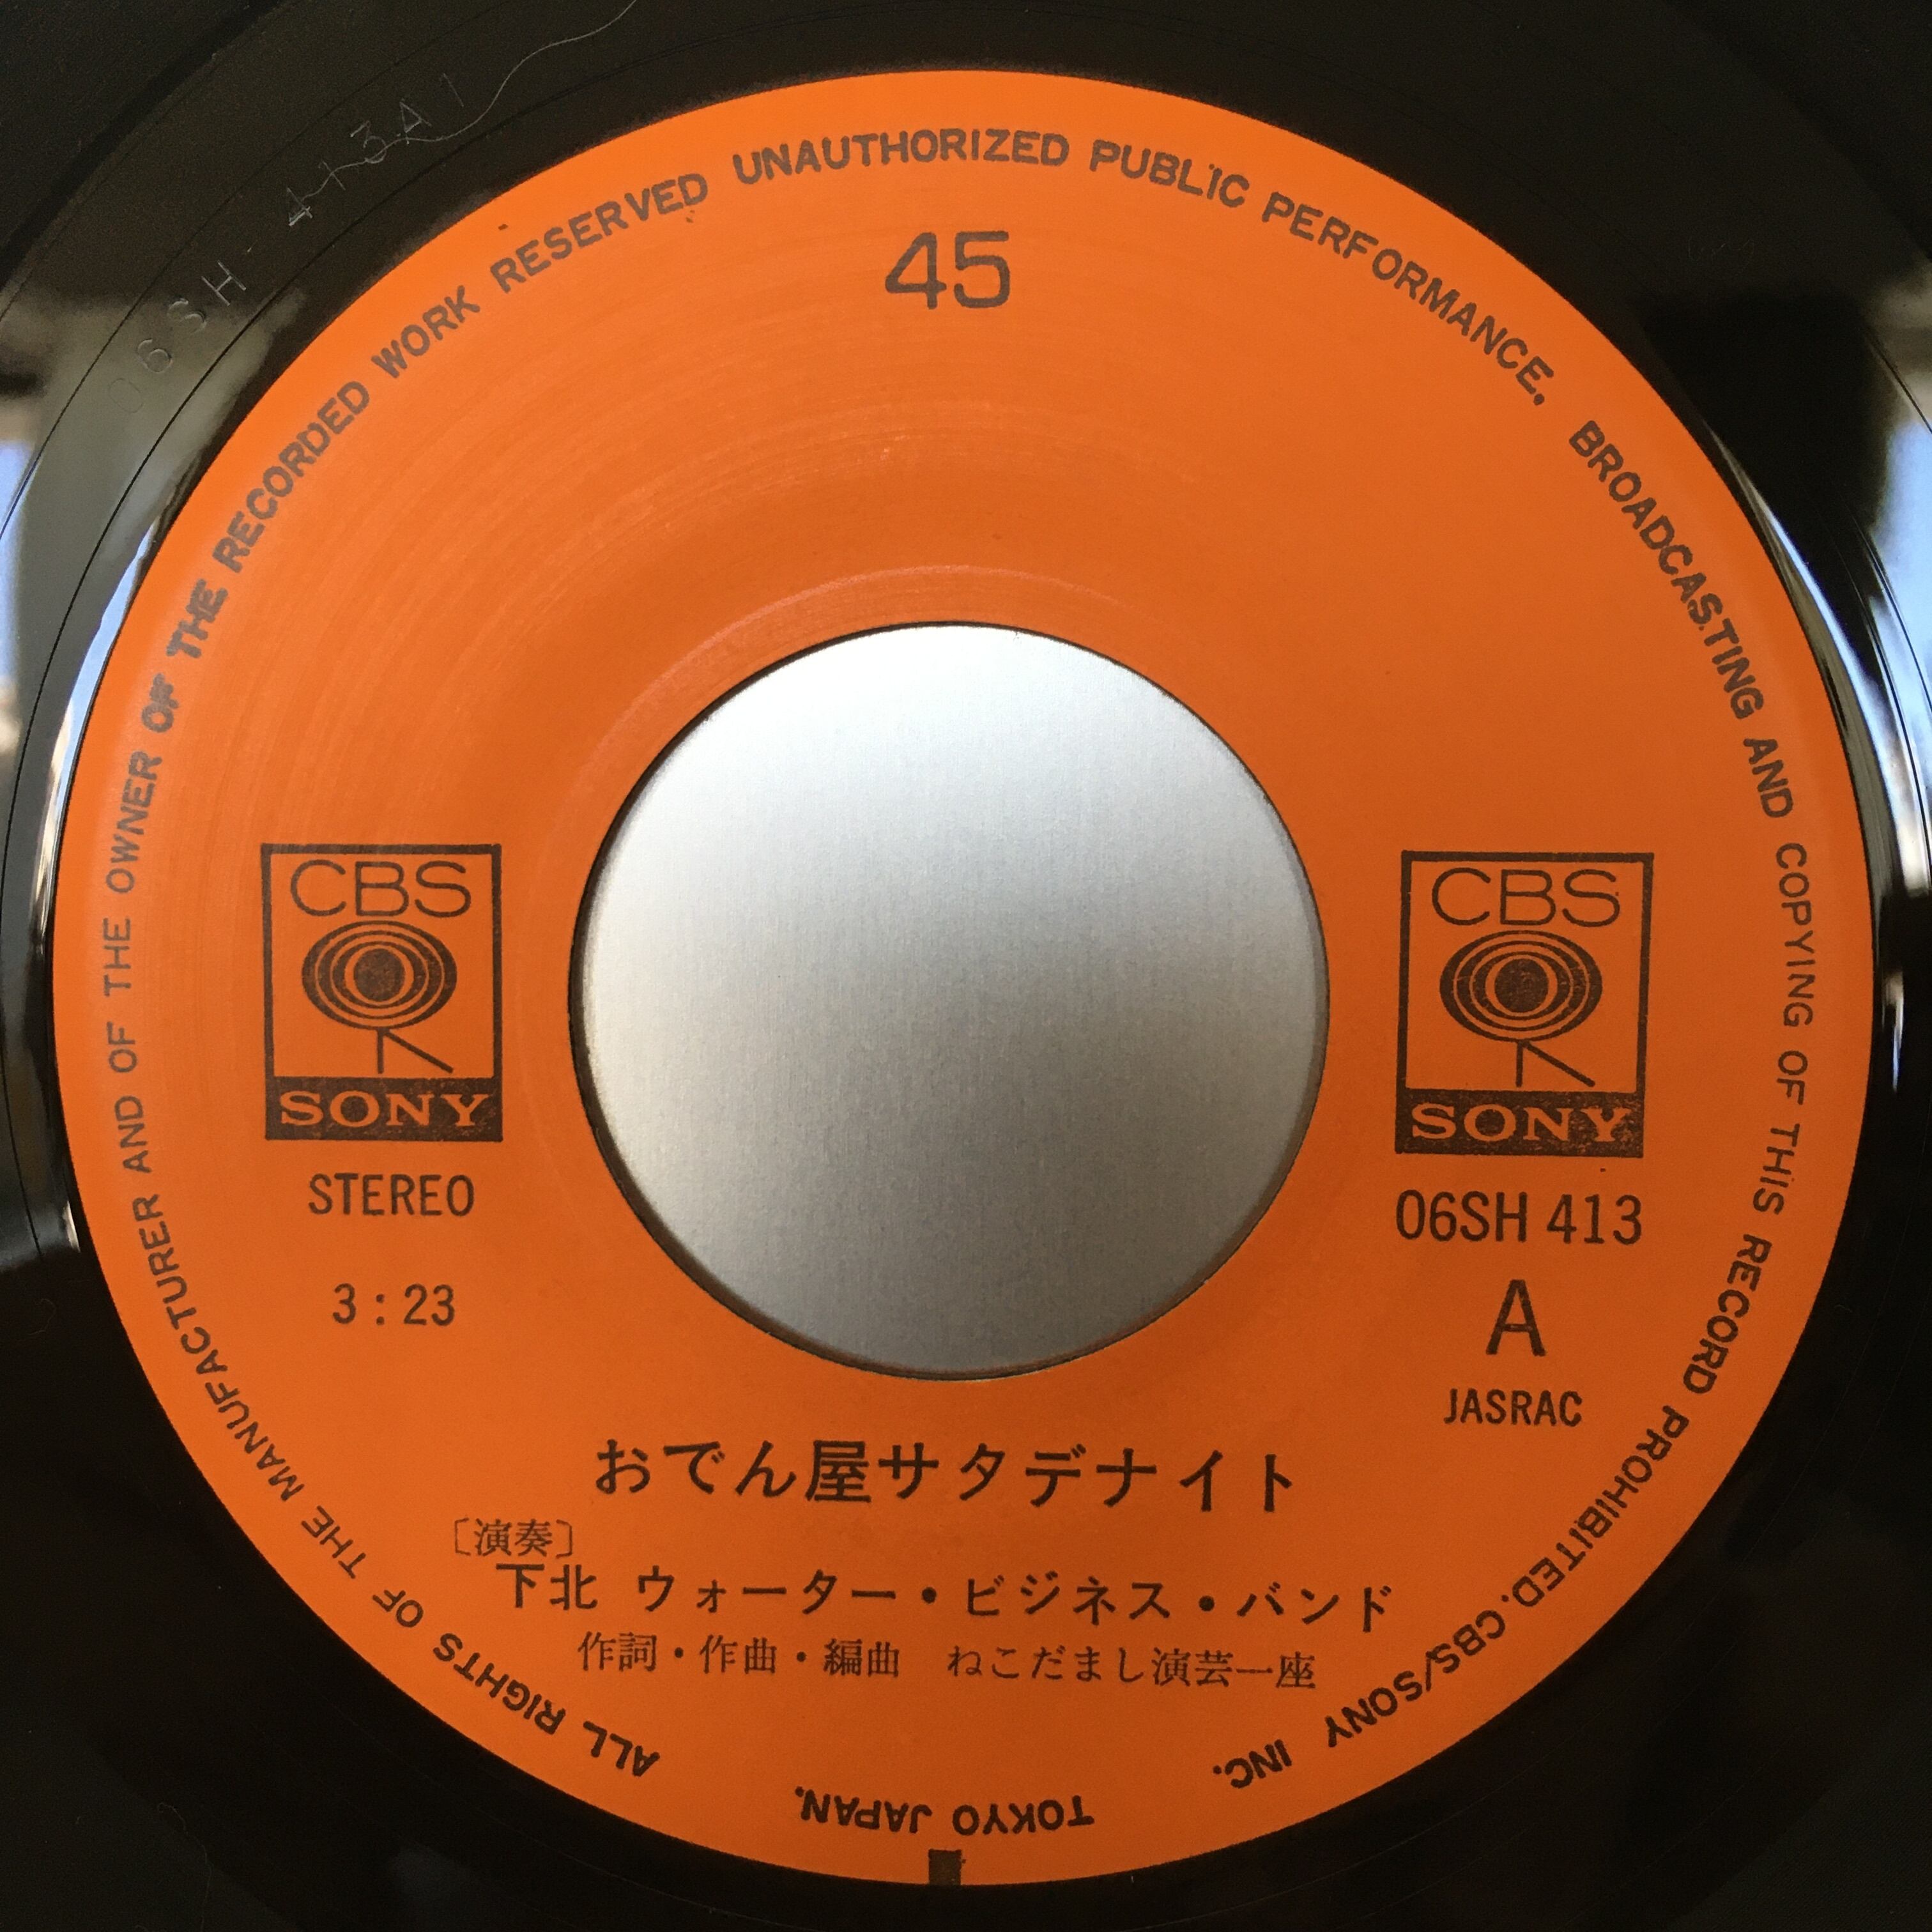 06SH-413A1
ALL RIGHTS OF THE MANUFACTURER AND OF THE OWNER OF THE RECORDED WORK RESERVED UNAUTHORIZED PUBLIC PERFORMANCE. BROADCASTING AND COPYING OF THIS RECORD PROHIBITED. CBS/SONY INC. TOKYO JAPAN.
45
CBS
SONY
STEREO
3:23
CBS
SONY
06SH 413
A
JASRAC
おでん屋サタデナイト
〔演奏〕
下北 ウォーター・ビジネス・バンド
作詞・作曲・編曲 ねこだまし演芸一座